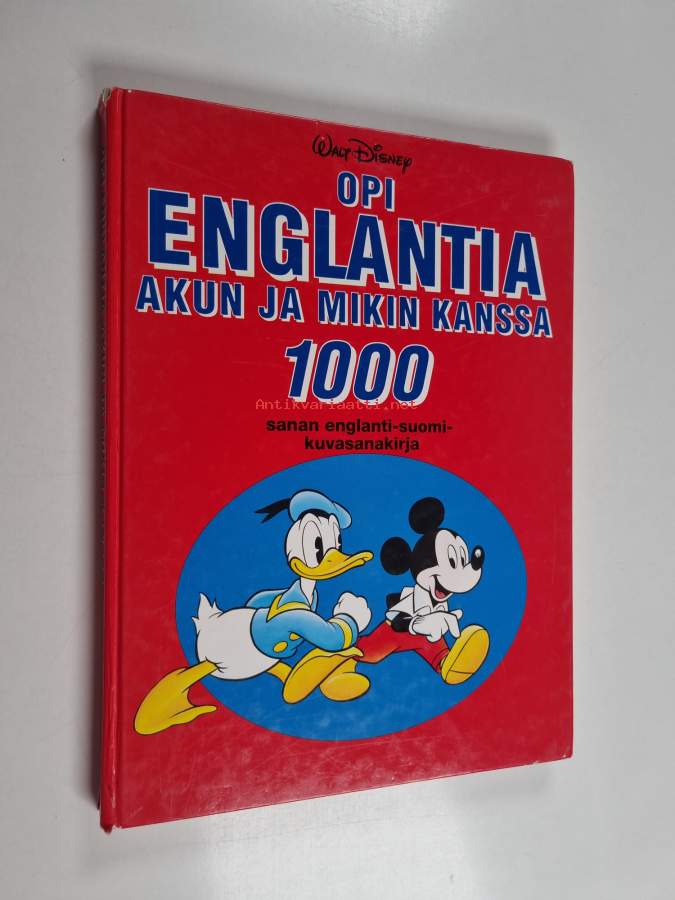 Walt Disney
OPI
ENGLANTIA
AKUN JA MIKIN KANSSA
1000
Antikvariaatti.net
sanan englanti-suomi-
kuvasanakirja